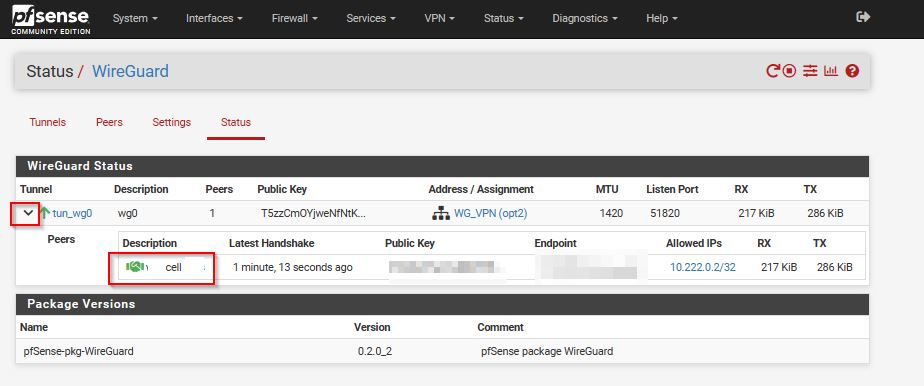 pfsense
COMMUNITY EDITION
System Interfaces Firewall Services VPN Status Diagnostics Help
Status / WireGuard
Tunnels Peers Settings Status
WireGuard Status
Tunnel Description Peers Public Key Address / Assignment MTU Listen Port RX TX
tun_wg0 wg0 1 T5zzCmOYjweNfNtK... WG_VPN (opt2) 1420 51820 217 KiB 286 KiB
Peers
Description Latest Handshake Public Key Endpoint Allowed IPs RX TX
cell 1 minute, 13 seconds ago 10.222.0.2/32 217 KiB 286 KiB
Package Versions
Name Version Comment
pfSense-pkg-WireGuard 0.2.0_2 pfSense package WireGuard